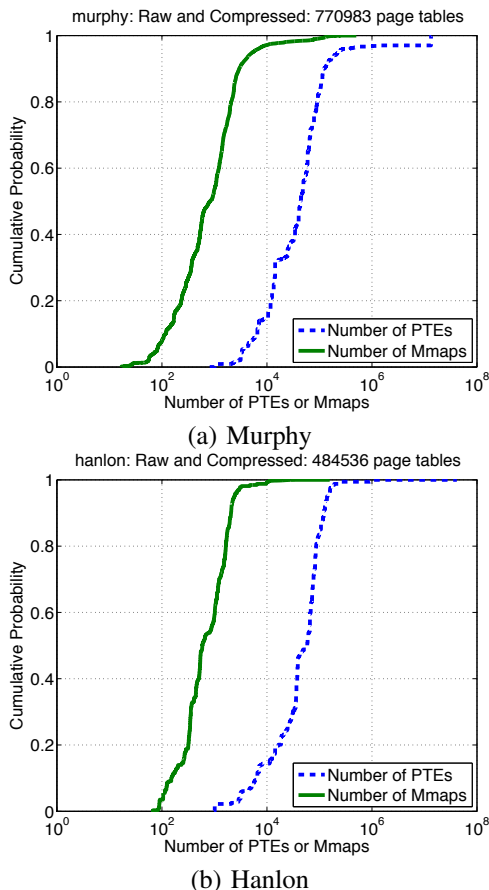 murphy: Raw and Compressed: 770983 page tables
1
0.8
0.6
0.4
0.2
0
Cumulative Probability
Number of PTEs
Number of Mmaps
10^0 10^2 10^4 10^6 10^8
Number of PTEs or Mmaps
(a) Murphy
hanlon: Raw and Compressed: 484536 page tables
1
0.8
0.6
0.4
0.2
0
Cumulative Probability
Number of PTEs
Number of Mmaps
10^0 10^2 10^4 10^6 10^8
Number of PTEs or Mmaps
(b) Hanlon